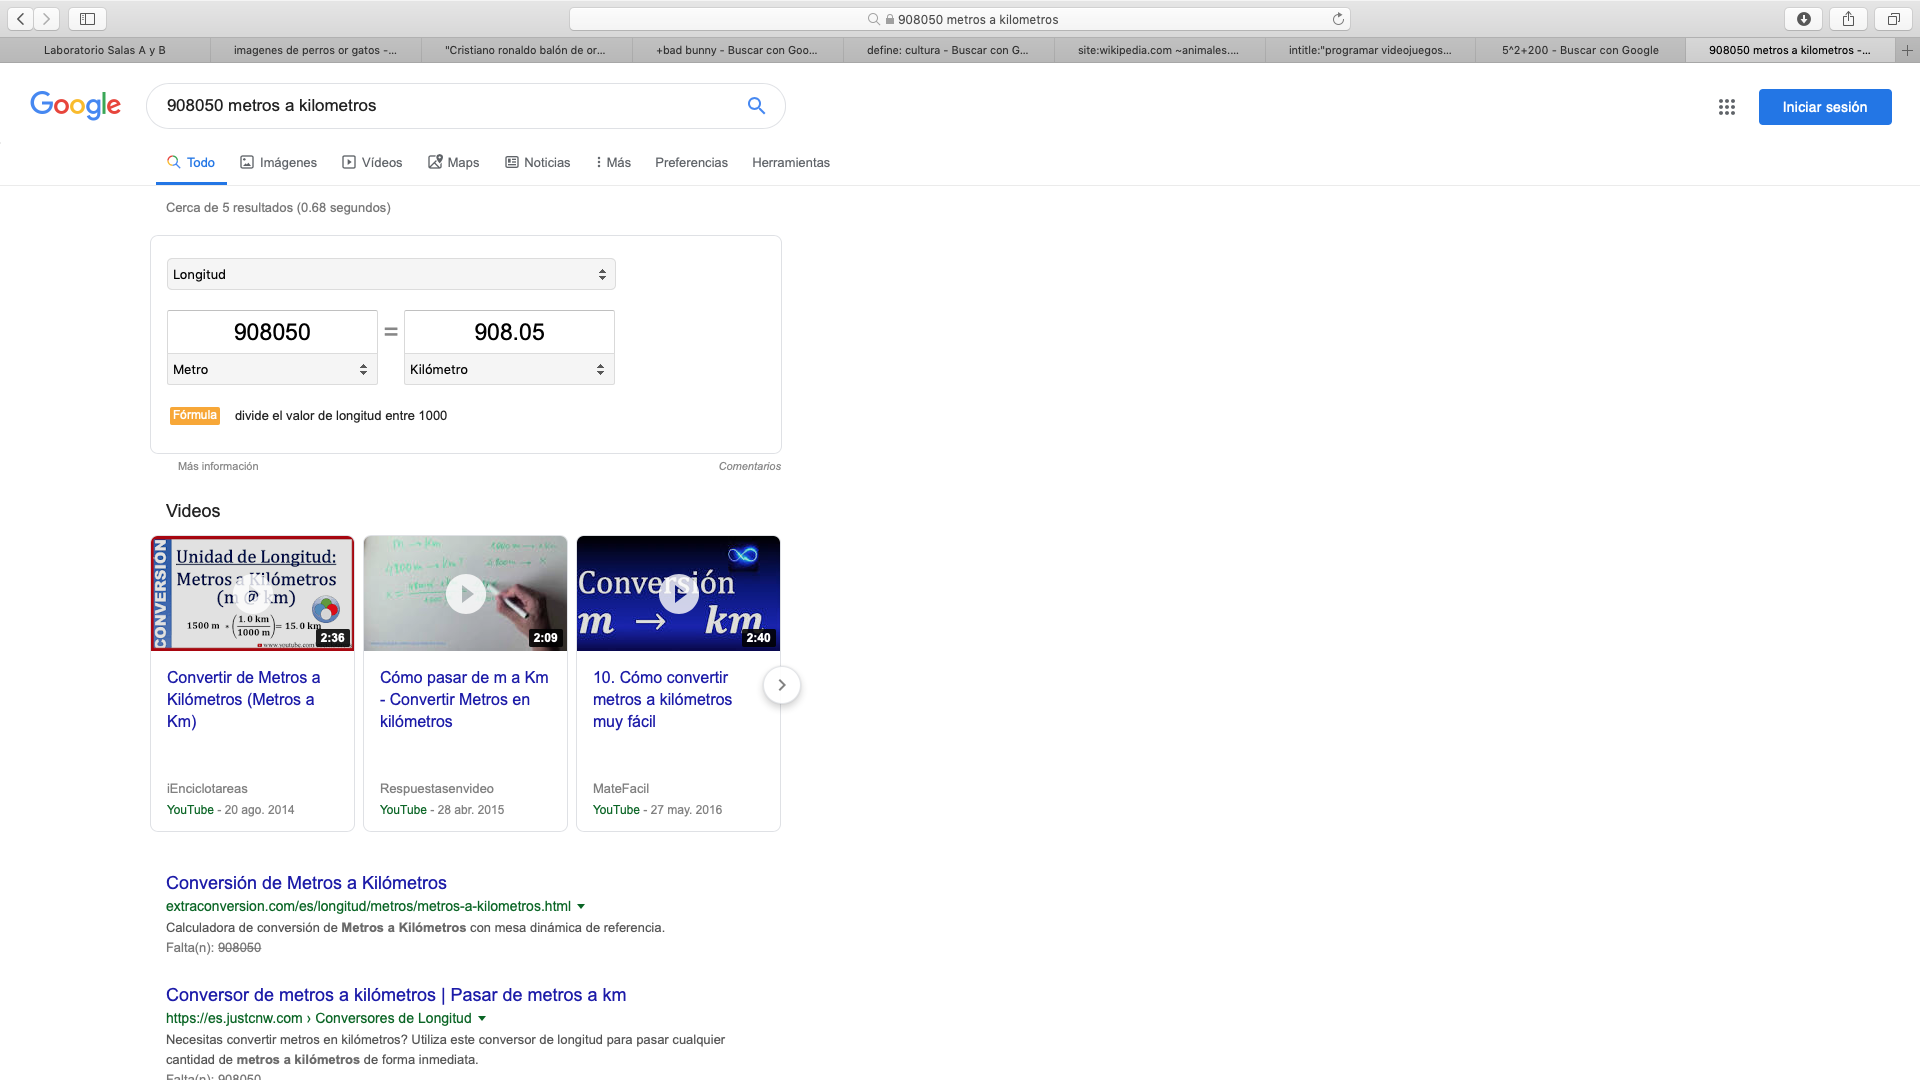 908050 metros a kilometros
Laboratorio Salas A y B
imagenes de perros or gatos -...
"Cristiano ronaldo balón de or...
+bad bunny - Buscar con Goo...
define: cultura - Buscar con G...
site:wikipedia.com ~animales....
intitle:"programar videojuegos...
5^2+200 - Buscar con Google
908050 metros a kilometros -...
Google
908050 metros a kilometros
Iniciar sesión
Todo
Imágenes
Vídeos
Maps
Noticias
Más
Preferencias
Herramientas
Cerca de 5 resultados (0.68 segundos)
Longitud
908050 = 908.05
Metro
Kilómetro
Fórmula divide el valor de longitud entre 1000
Más información
Comentarios
Videos
CONVERSIÓN
Unidad de Longitud:
Metros a Kilómetros
(m @ km)
1500 m * (1.0 km / 1000 m) = 15.0 km
www.youtube.com
2:36
Convertir de Metros a
Kilómetros (Metros a
Km)
iEnciclotareas
YouTube - 20 ago. 2014
m → Km
2:09
Cómo pasar de m a Km
- Convertir Metros en
kilómetros
Respuestasenvideo
YouTube - 28 abr. 2015
Conversión
m → km
2:40
10. Cómo convertir
metros a kilómetros
muy fácil
MateFacil
YouTube - 27 may. 2016
Conversión de Metros a Kilómetros
extraconversion.com/es/longitud/metros/metros-a-kilometros.html
Calculadora de conversión de Metros a Kilómetros con mesa dinámica de referencia.
Falta(n): 908050
Conversor de metros a kilómetros | Pasar de metros a km
https://es.justcnw.com › Conversores de Longitud
Necesitas convertir metros en kilómetros? Utiliza este conversor de longitud para pasar cualquier
cantidad de metros a kilómetros de forma inmediata.
Falta(n): 908050